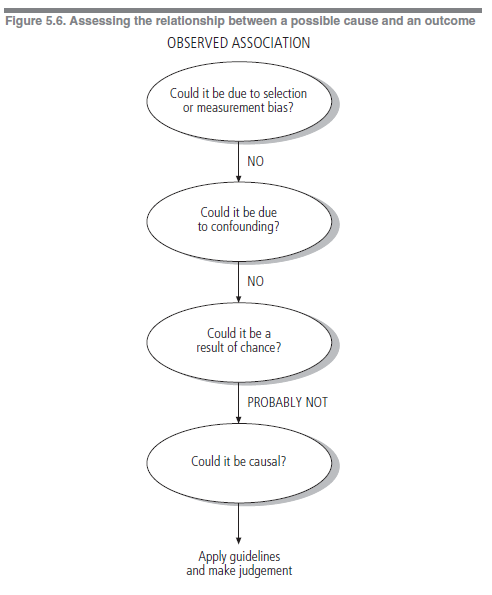 Figure 5.6. Assessing the relationship between a possible cause and an outcome
OBSERVED ASSOCIATION
Could it be due to selection
or measurement bias?
NO
Could it be due
to confounding?
NO
Could it be a
result of chance?
PROBABLY NOT
Could it be causal?
Apply guidelines
and make judgement